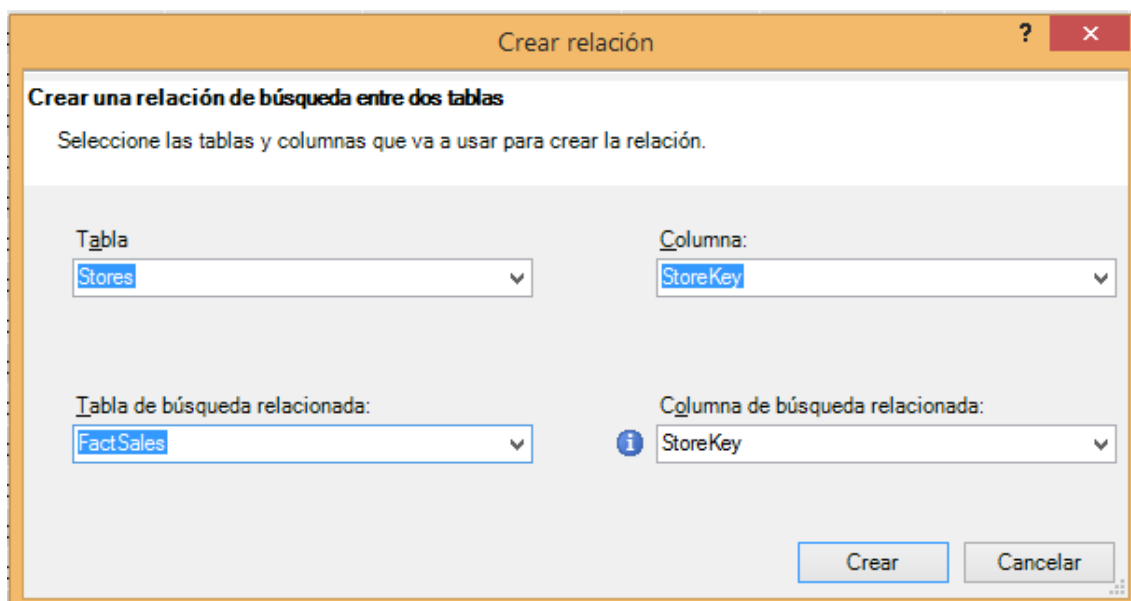 Crear relación
?
Crear una relación de búsqueda entre dos tablas
Seleccione las tablas y columnas que va a usar para crear la relación.
Tabla
Columna:
Stores
StoreKey
Tabla de búsqueda relacionada:
Columna de búsqueda relacionada:
FactSales
StoreKey
Crear
Cancelar